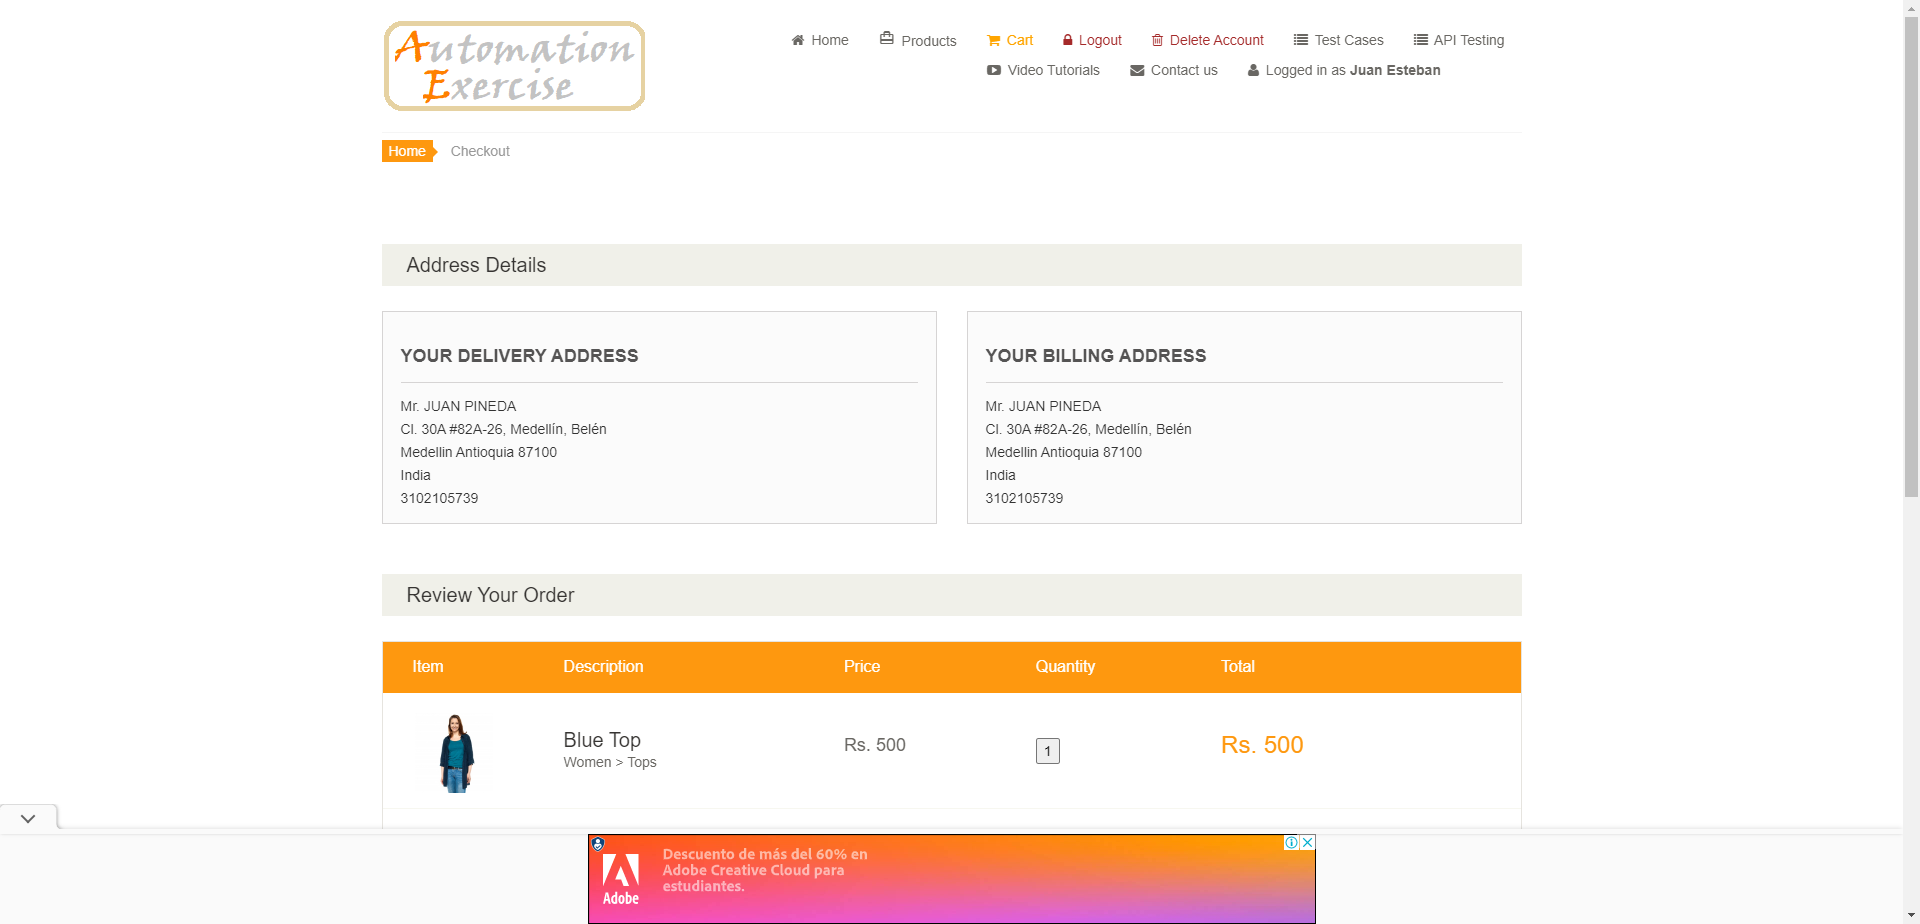 Automation
Exercise
Home
Products
Cart
Logout
Delete Account
Test Cases
API Testing
Video Tutorials
Contact us
Logged in as Juan Esteban
Home
Checkout
Address Details
YOUR DELIVERY ADDRESS
Mr. JUAN PINEDA
Cl. 30A #82A-26, Medellín, Belén
Medellin Antioquia 87100
India
3102105739
YOUR BILLING ADDRESS
Mr. JUAN PINEDA
Cl. 30A #82A-26, Medellín, Belén
Medellin Antioquia 87100
India
3102105739
Review Your Order
Item Description Price Quantity Total
Blue Top
Women > Tops
Rs. 500
1
Rs. 500
Adobe
Descuento de más del 60% en
Adobe Creative Cloud para
estudiantes.